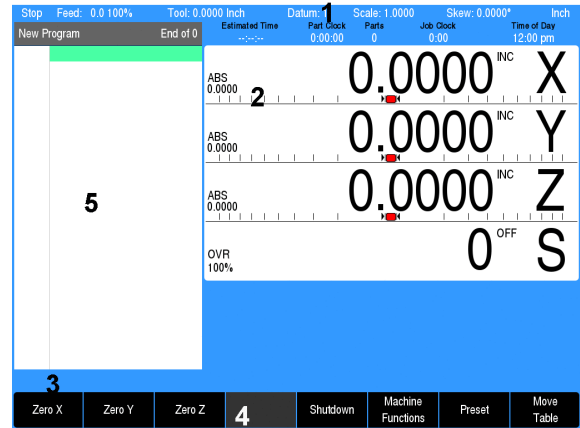 Stop Feed: 0.0 100% Tool: 0.0000 Inch Datum: 1 Scale: 1.0000 Skew: 0.0000° Inch
New Program End of 0 Estimated Time Part Clock Parts Job Clock Time of Day
--:--:-- 0:00:00 0 0:00 12:00 pm
ABS 0.0000 INC X
0.0000 2
ABS 0.0000 INC Y
0.0000
ABS 0.0000 INC Z
0.0000
5
OVR 0 OFF S
100%
3
Zero X Zero Y Zero Z 4 Shutdown Machine Functions Preset Move Table